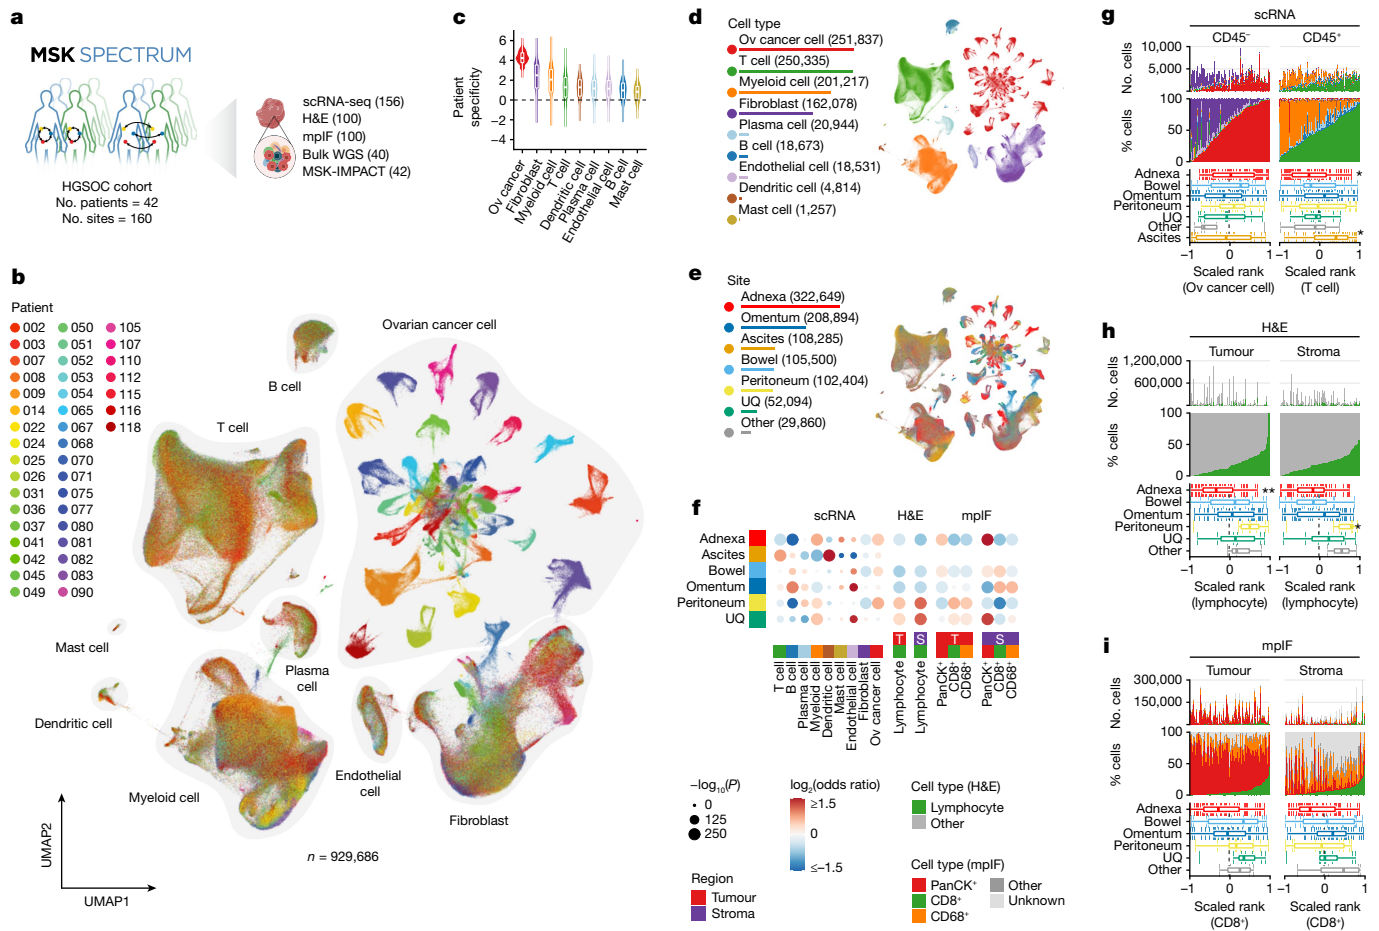 a
MSK SPECTRUM
scRNA-seq (156)
H&E (100)
mpIF (100)
Bulk WGS (40)
MSK-IMPACT (42)
HGSOC cohort
No. patients = 42
No. sites = 160
c
Patient
specificity
6
4
2
0
−2
−4
Ov cancer
Fibroblast
Myeloid cell
T cell
Dendritic cell
Plasma cell
Endothelial cell
B cell
Mast cell
d
Cell type
Ov cancer cell (251,837)
T cell (250,335)
Myeloid cell (201,217)
Fibroblast (162,078)
Plasma cell (20,944)
B cell (18,673)
Endothelial cell (18,531)
Dendritic cell (4,814)
Mast cell (1,257)
b
Patient
002 050 105
003 051 107
007 052 110
008 053 112
009 054 115
014 065 116
022 067 118
024 068
025 070
026 071
031 075
036 077
037 080
041 081
042 082
045 083
049 090
B cell
Ovarian cancer cell
T cell
Mast cell
Plasma
cell
Dendritic cell
Myeloid cell
Endothelial
cell
Fibroblast
n = 929,686
UMAP2
UMAP1
e
Site
Adnexa (322,649)
Omentum (208,894)
Ascites (108,285)
Bowel (105,500)
Peritoneum (102,404)
UQ (52,094)
Other (29,860)
f
scRNA H&E mpIF
Adnexa
Ascites
Bowel
Omentum
Peritoneum
UQ
T S T S
T cell
B cell
Plasma cell
Myeloid cell
Dendritic cell
Mast cell
Endothelial cell
Fibroblast
Ov cancer cell
Lymphocyte
Lymphocyte
PanCK⁺
CD8⁺
CD68⁺
PanCK⁺
CD8⁺
CD68⁺
−log₁₀(P)
0
125
250
log₂(odds ratio)
≥1.5
0
≤−1.5
Region
Tumour
Stroma
Cell type (H&E)
Lymphocyte
Other
Cell type (mpIF)
PanCK⁺ Other
CD8⁺ Unknown
CD68⁺
g
scRNA
CD45⁻ CD45⁺
No. cells
10,000
5,000
% cells
100
50
0
Adnexa *
Bowel
Omentum
Peritoneum
UQ
Other
Ascites *
−1 0 1 −1 0 1
Scaled rank Scaled rank
(Ov cancer cell) (T cell)
h
H&E
Tumour Stroma
No. cells
1,200,000
600,000
% cells
100
50
0
Adnexa **
Bowel
Omentum
Peritoneum *
UQ
Other
−1 0 1 −1 0 1
Scaled rank Scaled rank
(lymphocyte) (lymphocyte)
i
mpIF
Tumour Stroma
No. cells
300,000
150,000
% cells
100
50
0
Adnexa
Bowel
Omentum
Peritoneum
UQ
Other
−1 0 1 −1 0 1
Scaled rank Scaled rank
(CD8⁺) (CD8⁺)